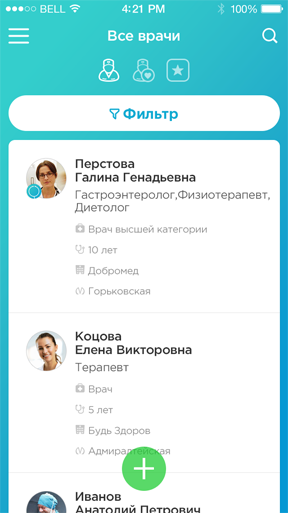 BELL 4:21 PM 100%
Все врачи
Фильтр
Перстова
Галина Генадьевна
Гастроэнтеролог,Физиотерапевт,
Диетолог
Врач высшей категории
10 лет
Добромед
Горьковская
Коцова
Елена Викторовна
Терапевт
Врач
5 лет
Будь Здоров
Адмиралтейская
Иванов
Анатолий Петрович